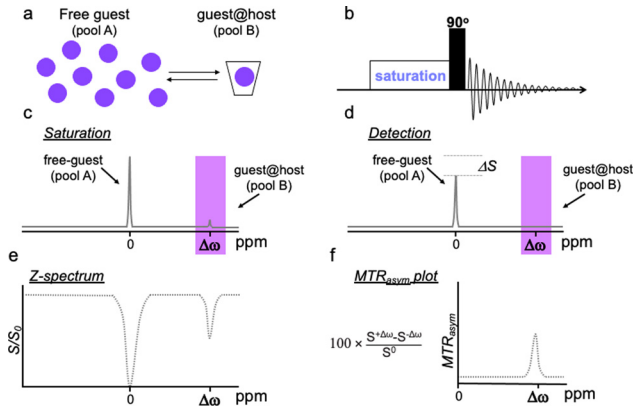 a
Free guest
(pool A)
guest@host
(pool B)
b
90°
saturation
c
Saturation
free-guest
(pool A)
guest@host
(pool B)
0
Δω
ppm
d
Detection
free-guest
(pool A)
ΔS
guest@host
(pool B)
0
Δω
ppm
e
Z-spectrum
S/S0
0
Δω
ppm
f
MTRasym plot
100 × S+Δω-S-Δω
S0
MTRasym
0
Δω
ppm